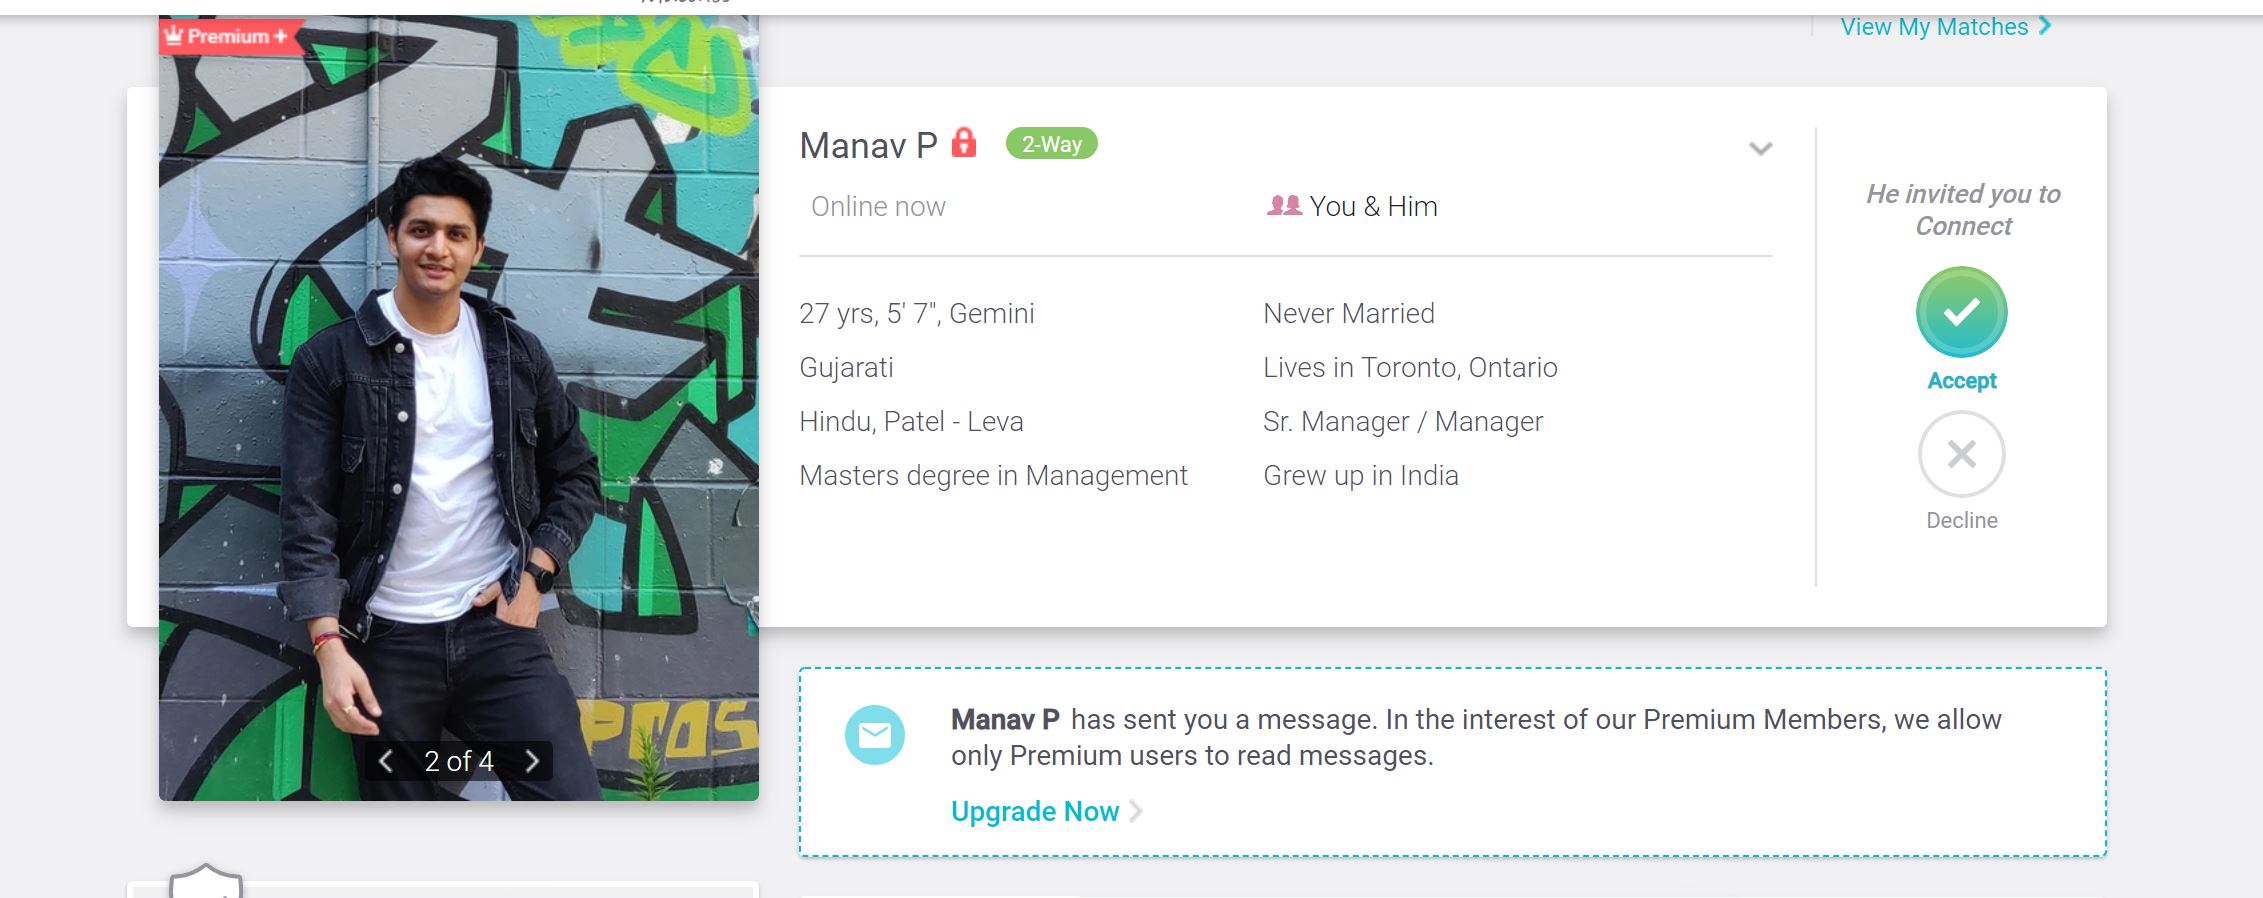 View My Matches
Premium +
Manav P 2-Way
Online now
You & Him
He invited you to
Connect
27 yrs, 5' 7", Gemini
Never Married
Gujarati
Lives in Toronto, Ontario
Hindu, Patel - Leva
Sr. Manager / Manager
Masters degree in Management
Grew up in India
Accept
Decline
Pros
2 of 4
Manav P has sent you a message. In the interest of our Premium Members, we allow
only Premium users to read messages.
Upgrade Now